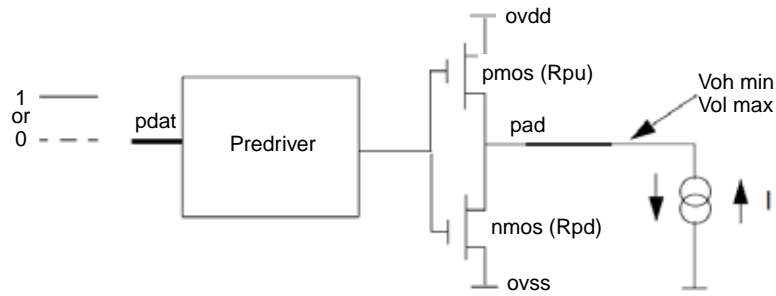 ovdd
pmos (Rpu)
Voh min
Vol max
1
or
0
pdat
Predriver
pad
nmos (Rpd)
I
ovss